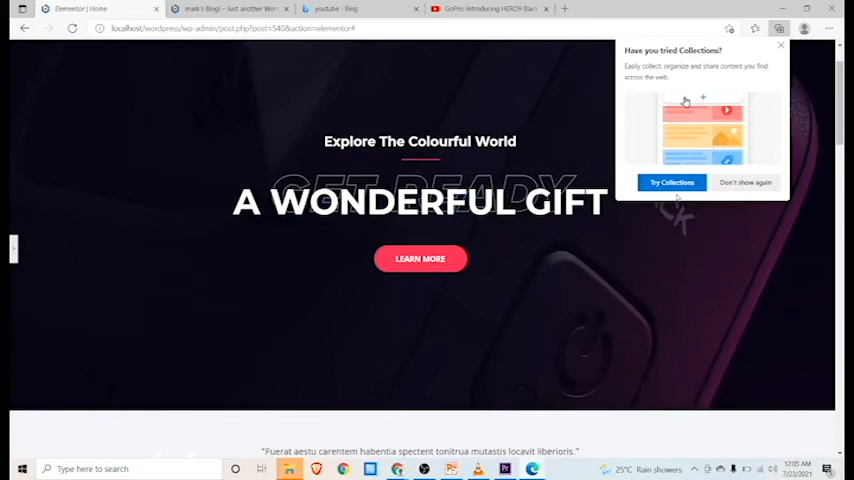 Elementor | Home
mark's Blog! – Just another Wor
youtube - Bing
GoPro: Introducing HERO9 Black
localhost/wordpress/wp-admin/post.php?post=540&action=elementor#
Have you tried Collections?
Easily collect, organize and share content you find
across the web.
Try Collections
Don't show again
Explore The Colourful World
GET READY
A WONDERFUL GIFT
LEARN MORE
"Fuerat aestu carentem habentia spectent tonitrua mutastis locavit liberioris."
Type here to search
25°C Rain showers
12:05 AM
7/23/2021